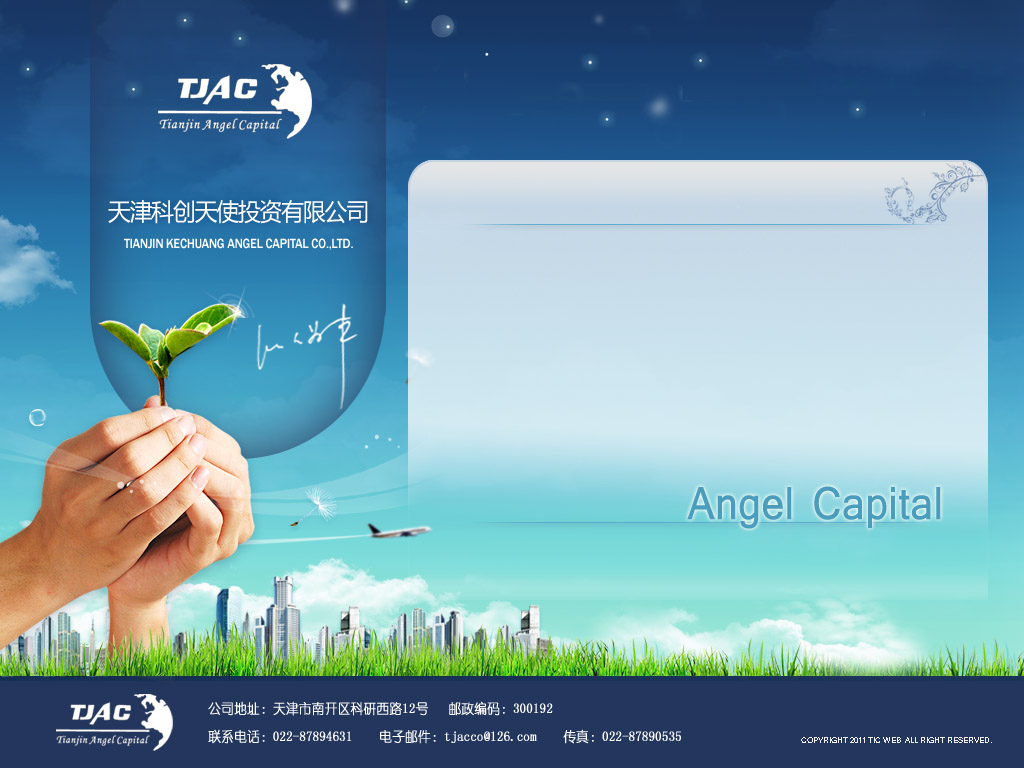 TJAC
Tianjin Angel Capital
天津科创天使投资有限公司
TIANJIN KECHUANG ANGEL CAPITAL CO.,LTD.
Angel Capital
TJAC
Tianjin Angel Capital
公司地址：天津市南开区科研西路12号 邮政编码：300192
联系电话：022-87894631 电子邮件：tjacco@126.com 传真：022-87890535
COPYRIGHT 2011 TIC WEB ALL RIGHT RESERVED.